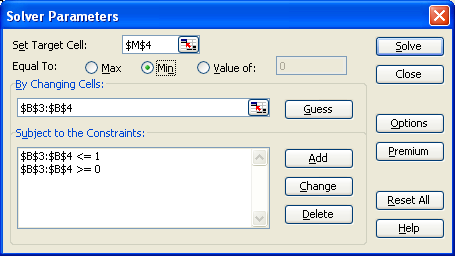 Solver Parameters
Set Target Cell: $M$4 Solve
Equal To: Max Min Value of: 0 Close
By Changing Cells:
$B$3:$B$4 Guess
Subject to the Constraints: Options
$B$3:$B$4 <= 1 Add Premium
$B$3:$B$4 >= 0
Change
Reset All
Delete
Help